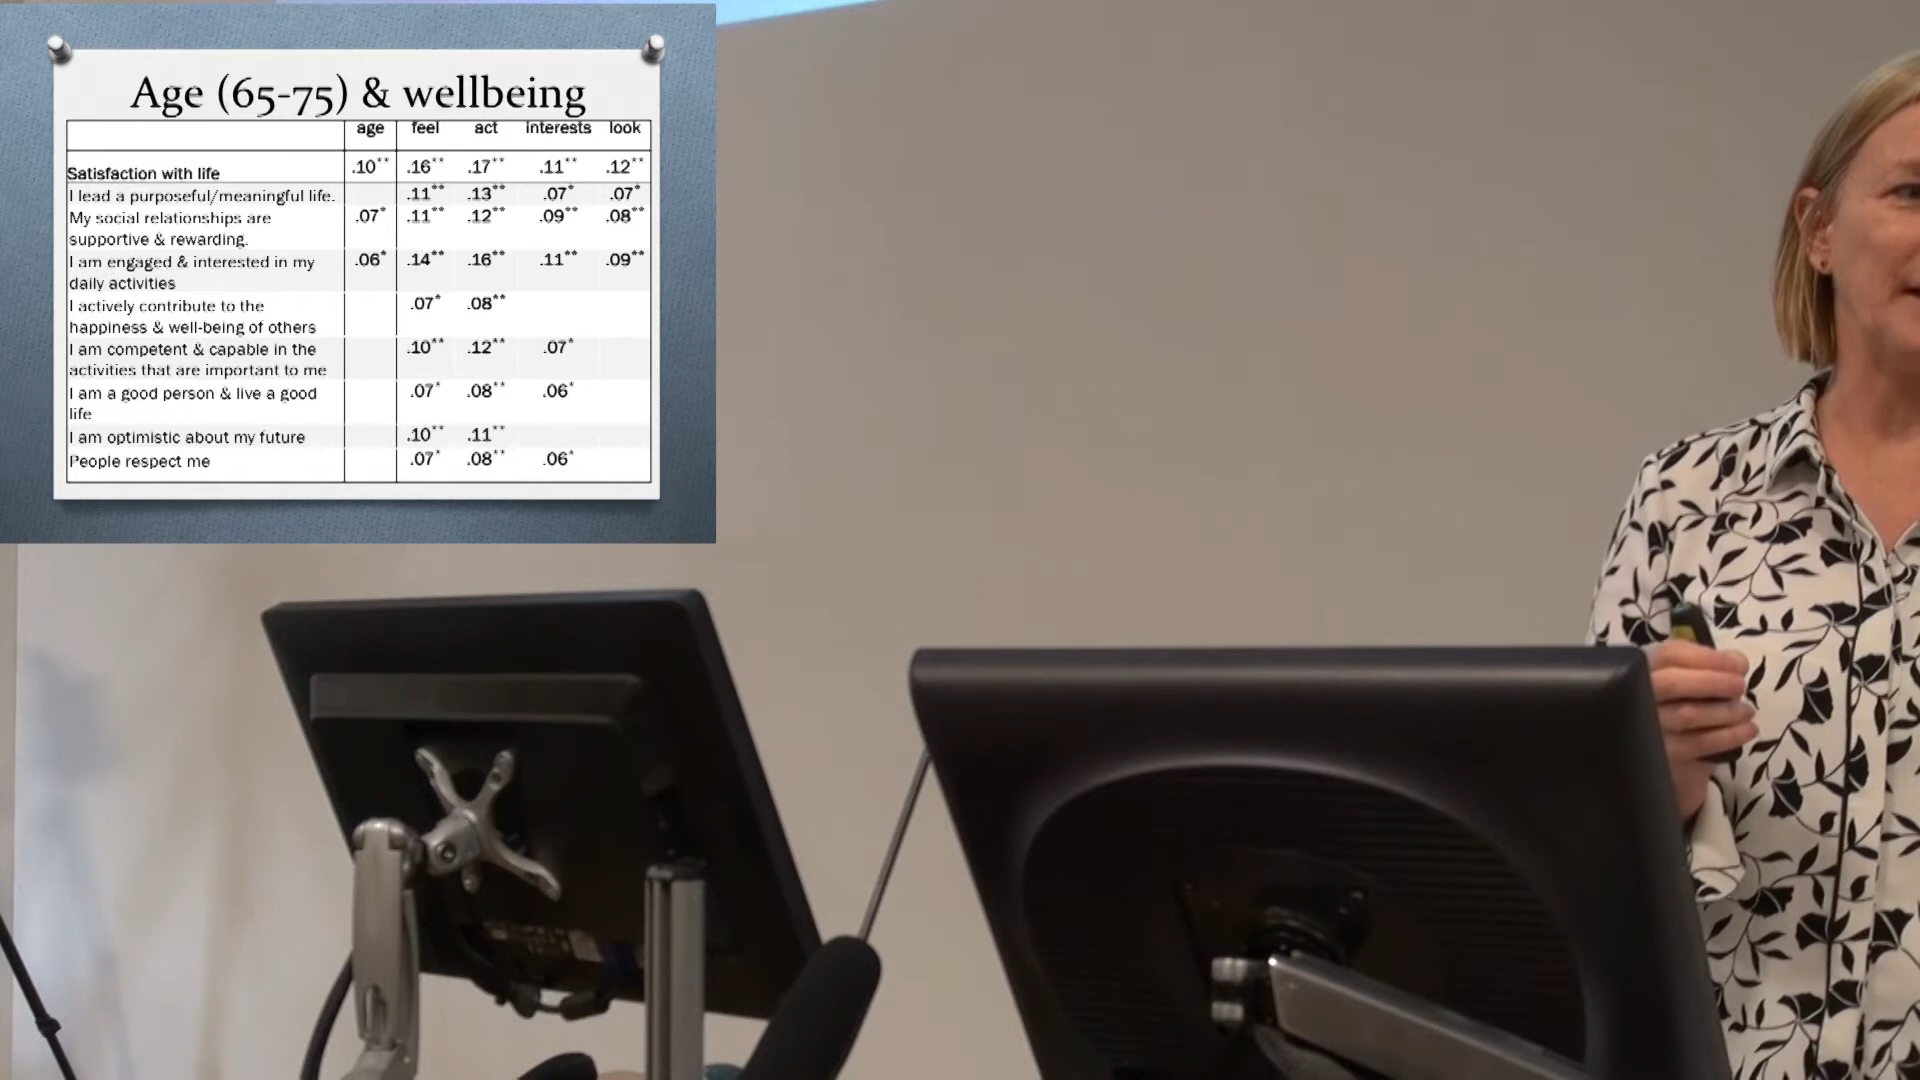 Age (65-75) & wellbeing
age feel act interests look
Satisfaction with life .10** .16** .17** .11** .12**
I lead a purposeful/meaningful life. .11** .13** .07* .07*
My social relationships are .07* .11** .12** .09** .08**
supportive & rewarding.
I am engaged & interested in my .06* .14** .16** .11** .09**
daily activities
I actively contribute to the .07* .08**
happiness & well-being of others
I am competent & capable in the .10** .12** .07*
activities that are important to me
I am a good person & live a good .07* .08** .06*
life
I am optimistic about my future .10** .11**
People respect me .07* .08** .06*